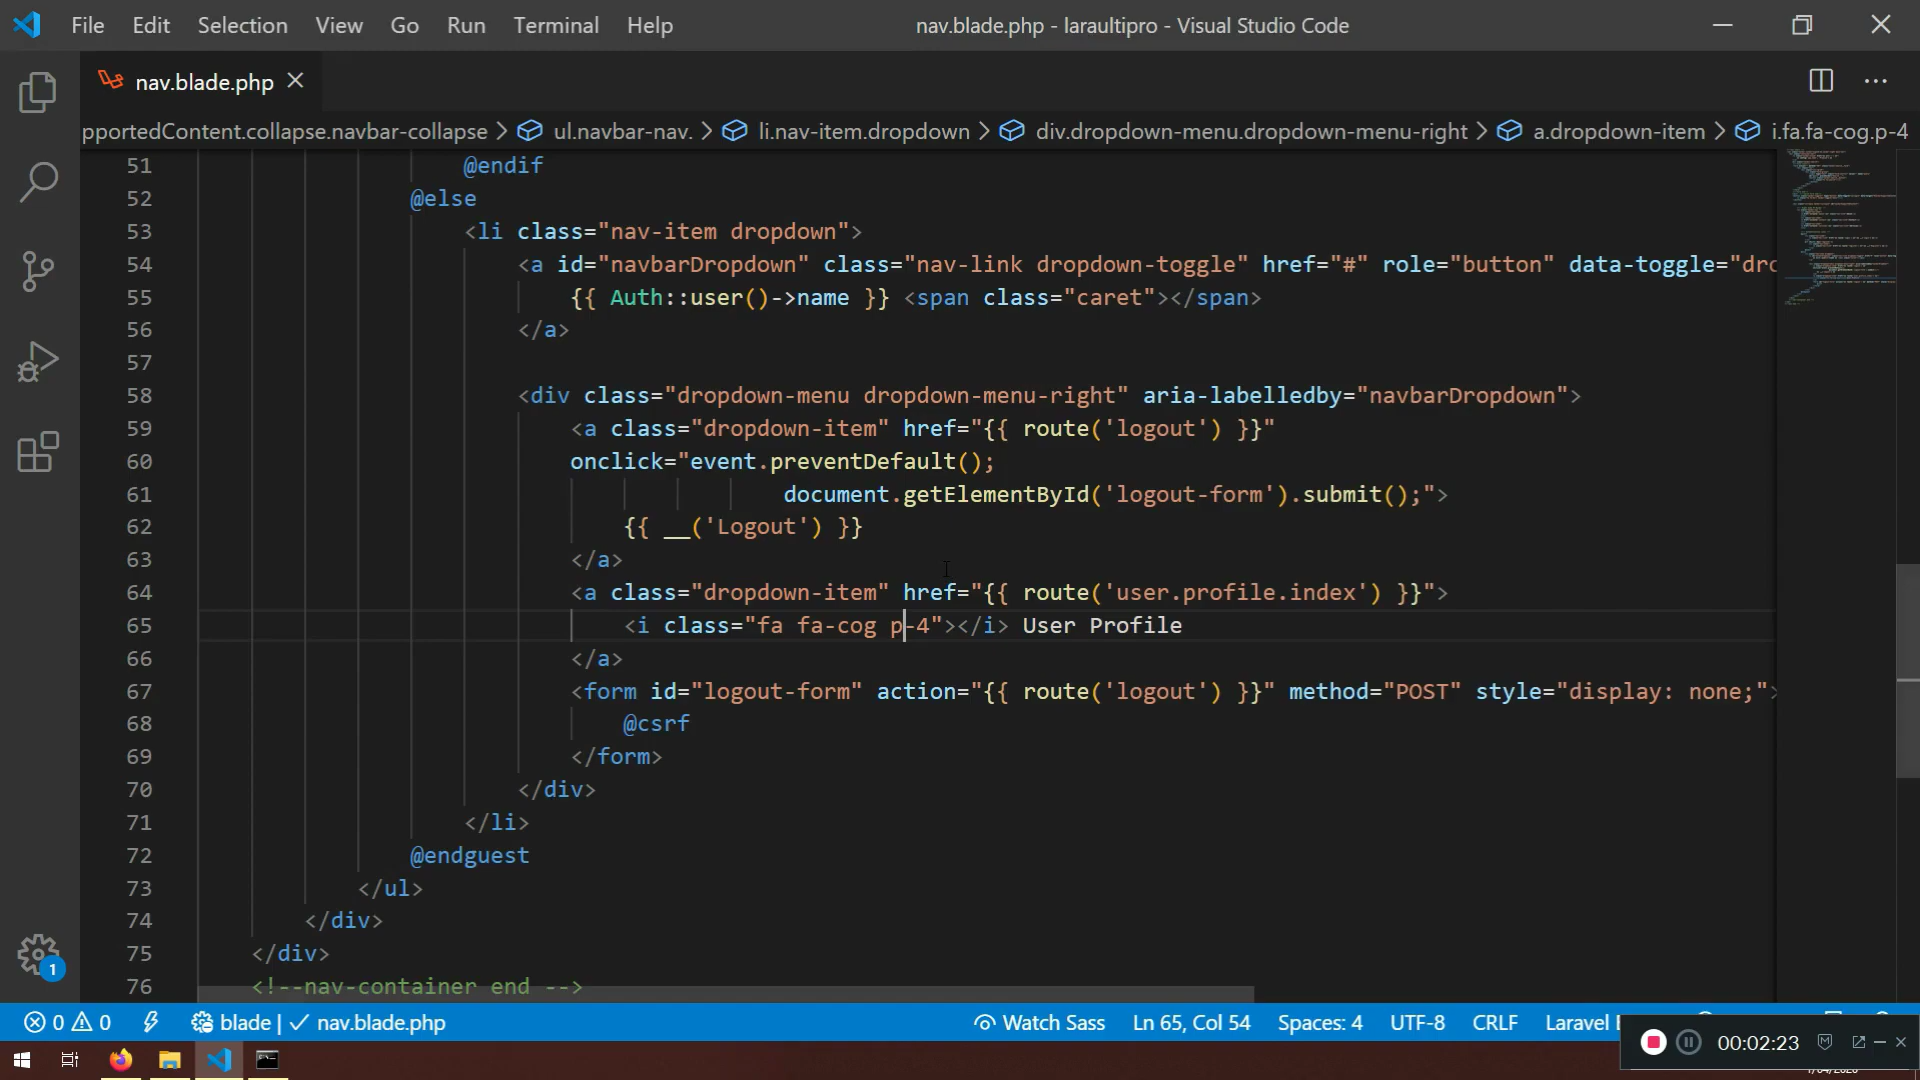 File Edit Selection View Go Run Terminal Help nav.blade.php - laraultipro - Visual Studio Code
nav.blade.php
pportedContent.collapse.navbar-collapse ul.navbar-nav. li.nav-item.dropdown div.dropdown-menu.dropdown-menu-right a.dropdown-item i.fa.fa-cog.p-4
51 @endif
52 @else
53 <li class="nav-item dropdown">
54 <a id="navbarDropdown" class="nav-link dropdown-toggle" href="#" role="button" data-toggle="dro
55 {{ Auth::user()->name }} <span class="caret"></span>
56 </a>
57
58 <div class="dropdown-menu dropdown-menu-right" aria-labelledby="navbarDropdown">
59 <a class="dropdown-item" href="{{ route('logout') }}"
60 onclick="event.preventDefault();
61 document.getElementById('logout-form').submit();">
62 {{ __('Logout') }}
63 </a>
64 <a class="dropdown-item" href="{{ route('user.profile.index') }}">
65 <i class="fa fa-cog p-4"></i> User Profile
66 </a>
67 <form id="logout-form" action="{{ route('logout') }}" method="POST" style="display: none;">
68 @csrf
69 </form>
70 </div>
71 </li>
72 @endguest
73 </ul>
74 </div>
75 </div>
76 <!--nav-container end -->
1
0 0 blade | nav.blade.php Watch Sass Ln 65, Col 54 Spaces: 4 UTF-8 CRLF Laravel
00:02:23